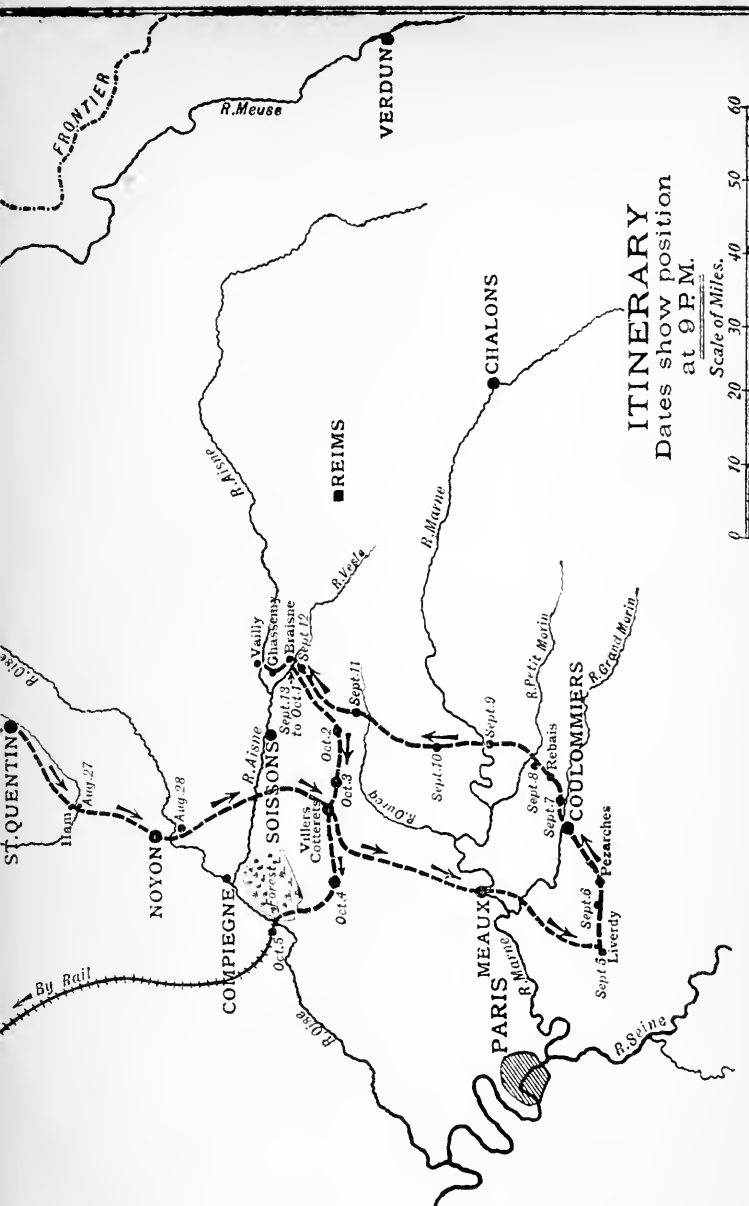 FRONTIER
R.Meuse
VERDUN
ST.QUENTIN
R.Oise
Ham
Aug.27
NOYON
Aug.28
COMPIEGNE
Forest
R.Aisne
SOISSONS
Vailly
Chassemy
Braisne
Sept 12
Sept.13
to Oct.1
R.Aisne
R.Vesle
REIMS
Villers
Cotterets
Oct.2
Oct.3
Oct.4
Oct.5
By Rail
R.Oise
R.Ourcq
Sept.11
Sept.10
Sept.9
R.Marne
CHALONS
MEAUX
R.Marne
PARIS
R.Seine
R.Petit Morin
Rebais
Sept.8
Sept.7
COULOMMIERS
R.Grand Morin
Pezarches
Sept.6
Sept 5
Liverdy
ITINERARY
Dates show position
at 9 P.M.
Scale of Miles.
0 10 20 30 40 50 60